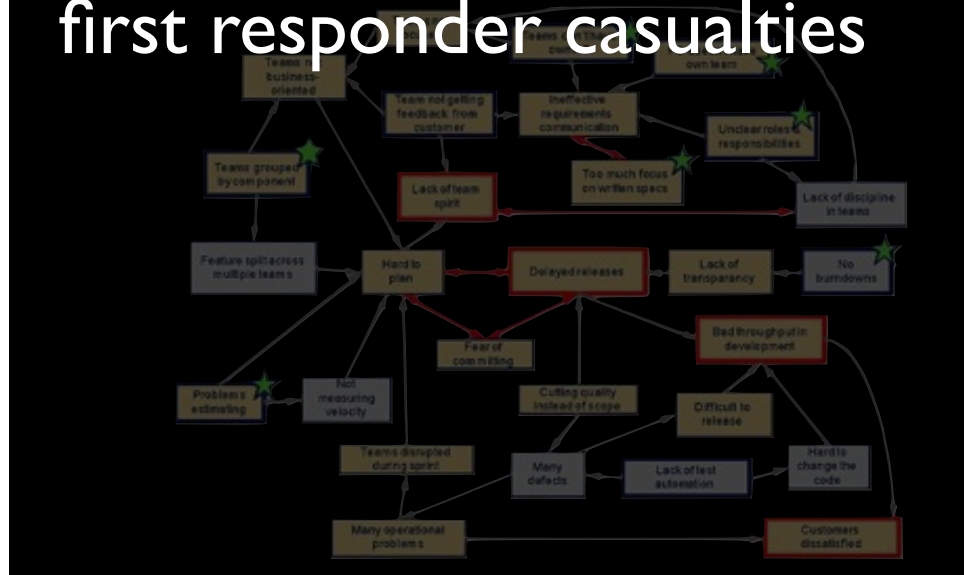 first responder casualties
Teams not
business-
oriented
own team
Team not getting
feedback from
customer
Ineffective
requirements
communication
Unclear roles &
responsibilities
Teams grouped
by component
Too much focus
on written specs
Lack of team
spirit
Lack of discipline
in teams
Feature split across
multiple teams
Hard to
plan
Delayed releases
Lack of
transparancy
No
burndowns
Bad throughput in
development
Fear of
committing
Problems
estimating
Not
measuring
velocity
Cutting quality
instead of scope
Difficult to
release
Teams disrupted
during sprint
Many
defects
Lack of test
automation
Hard to
change the
code
Many operational
problems
Customers
dissatisfied